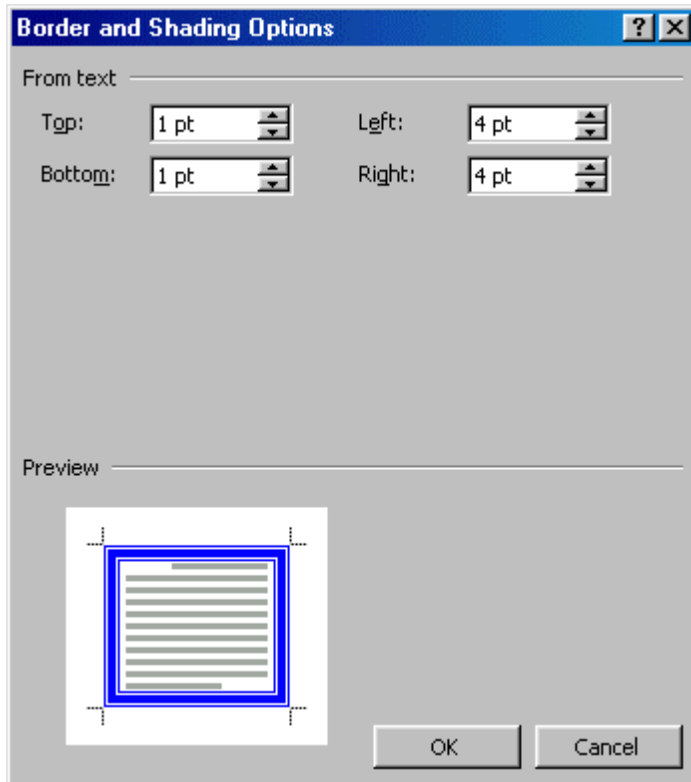 Border and Shading Options
From text
Top: 1 pt Left: 4 pt
Bottom: 1 pt Right: 4 pt
Preview
OK Cancel